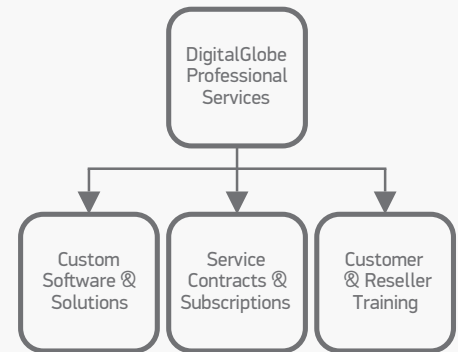 DigitalGlobe
Professional
Services
Custom
Software &
Solutions
Service
Contracts &
Subscriptions
Customer
& Reseller
Training